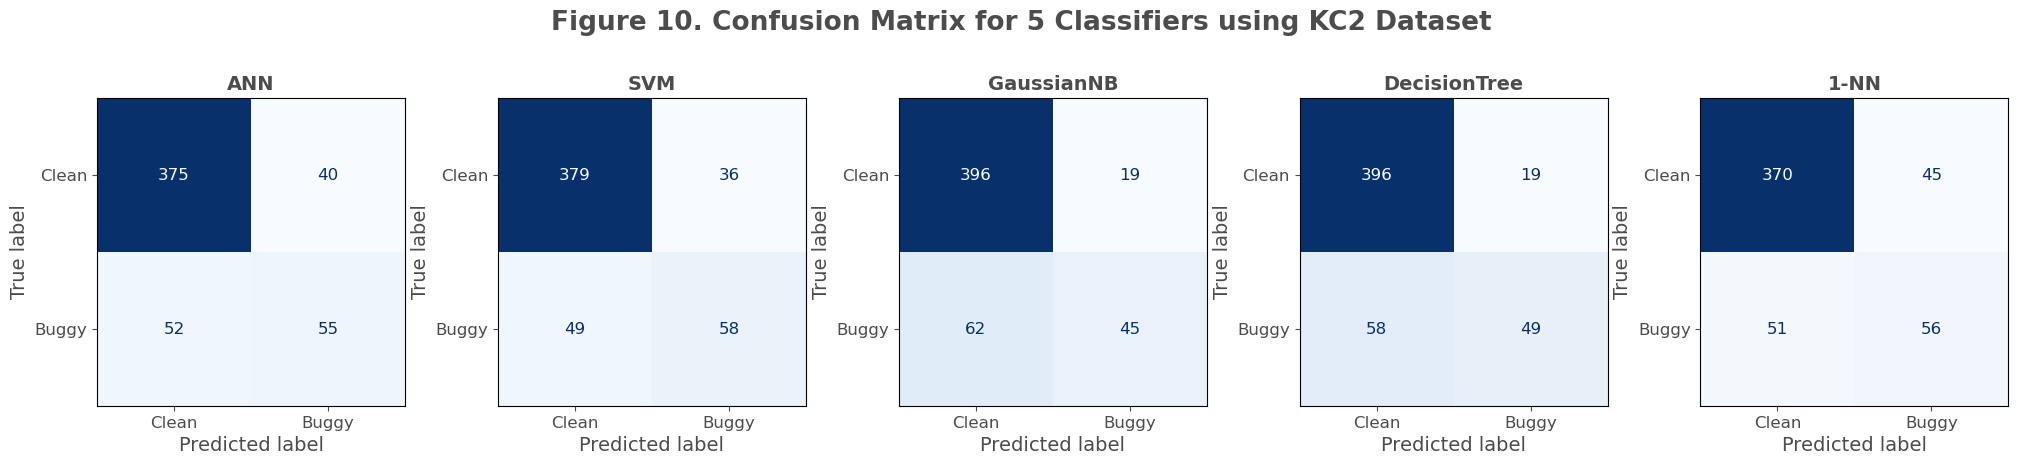 Figure 10. Confusion Matrix for 5 Classifiers using KC2 Dataset
ANN
True label
Clean
375
40
Buggy
52
55
Clean
Buggy
Predicted label
SVM
True label
Clean
379
36
Buggy
49
58
Clean
Buggy
Predicted label
GaussianNB
True label
Clean
396
19
Buggy
62
45
Clean
Buggy
Predicted label
DecisionTree
True label
Clean
396
19
Buggy
58
49
Clean
Buggy
Predicted label
1-NN
True label
Clean
370
45
Buggy
51
56
Clean
Buggy
Predicted label